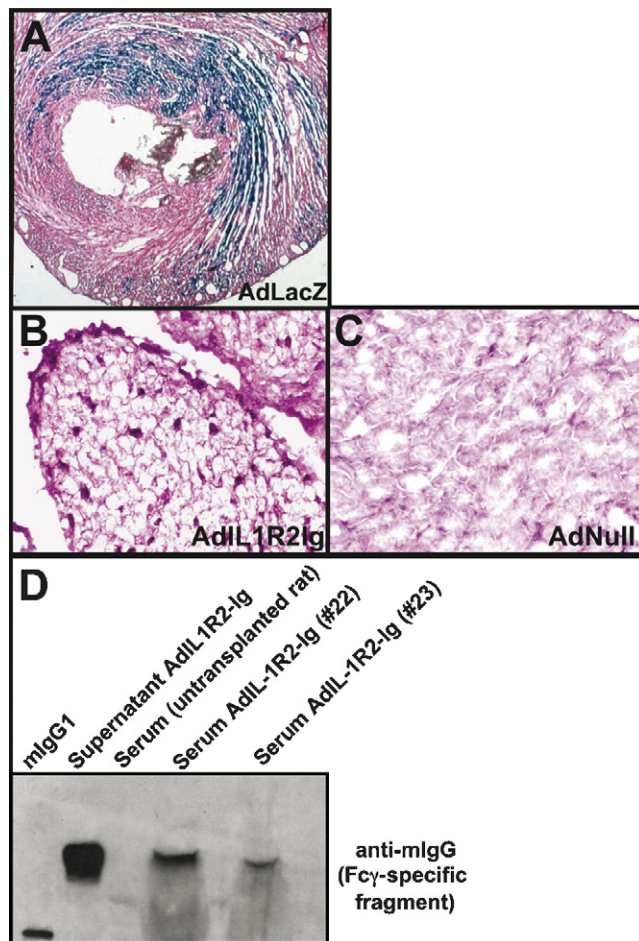 A
AdLacZ
B
AdIL1R2Ig
C
AdNull
D
mIgG1
Supernatant AdIL1R2-Ig
Serum (untransplanted rat)
Serum AdIL-1R2-Ig (#22)
Serum AdIL-1R2-Ig (#23)
anti-mIgG
(Fcγ-specific
fragment)